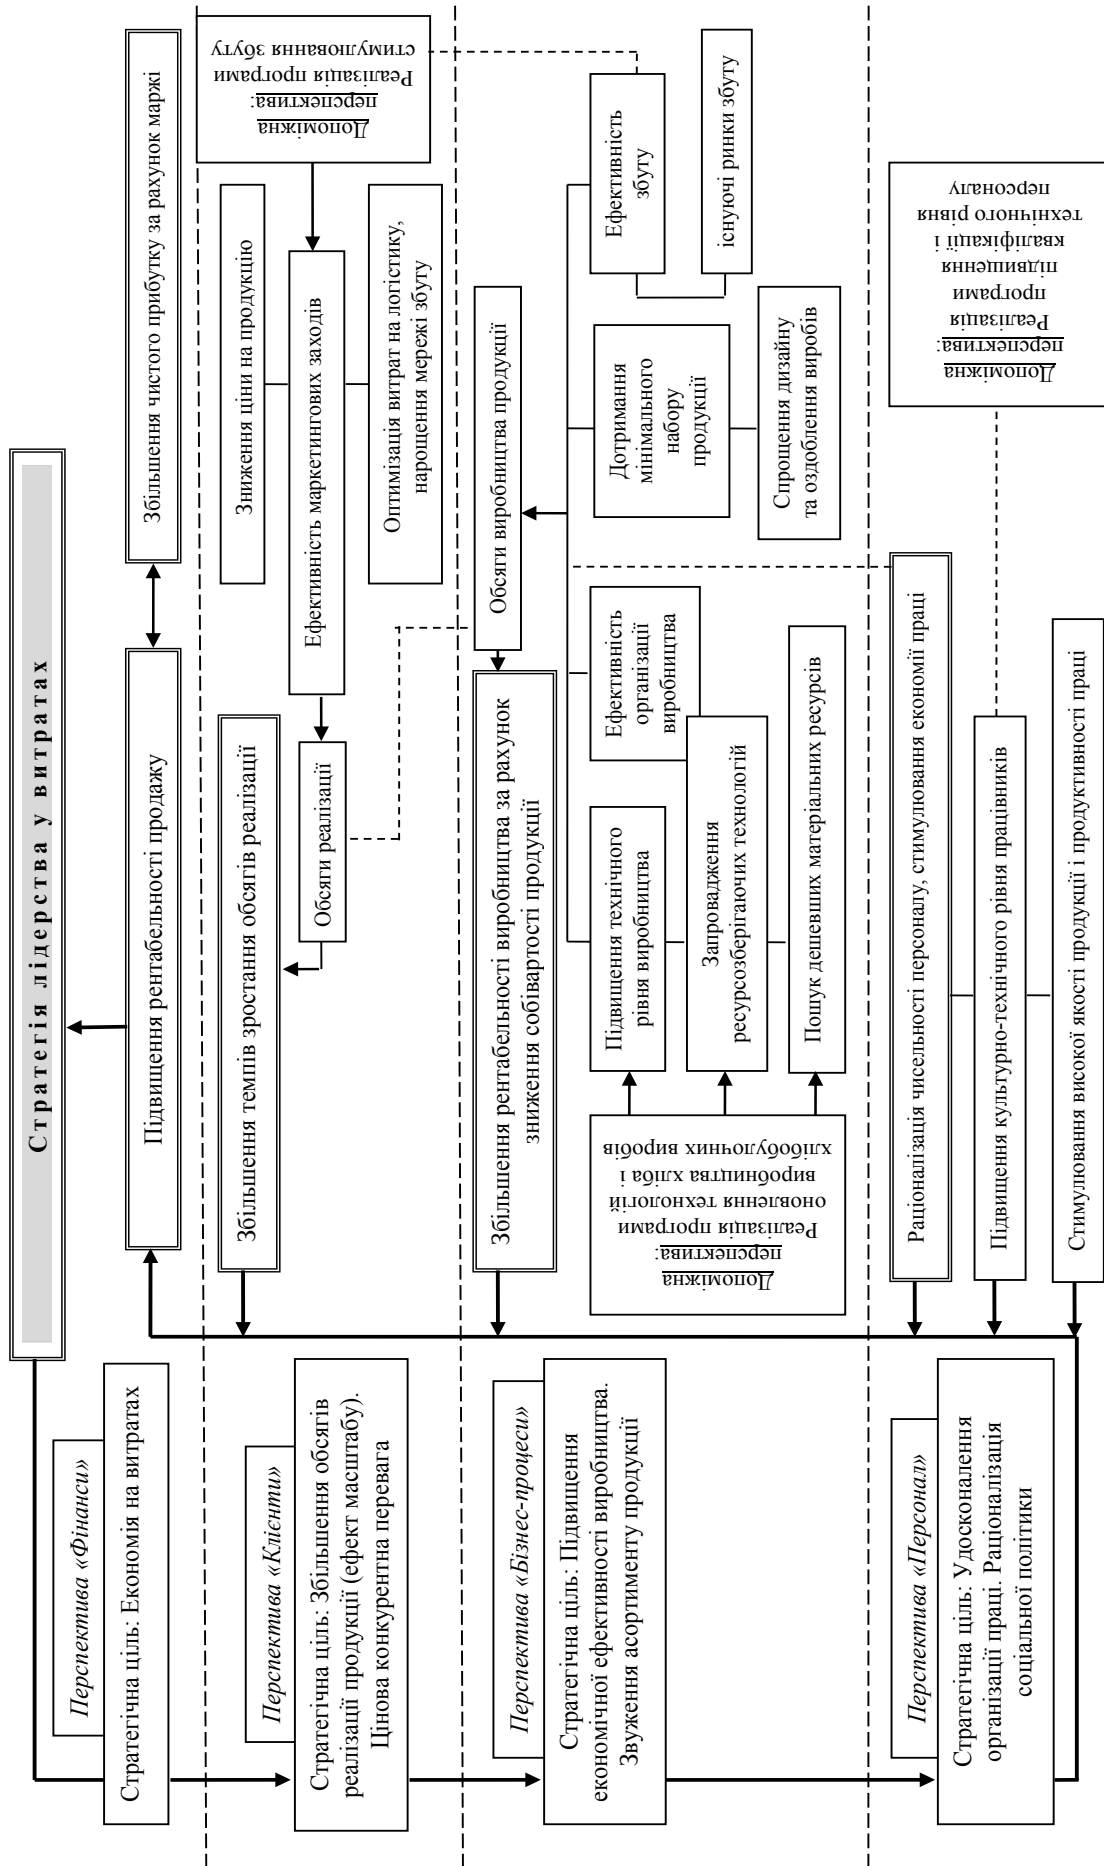 Стратегія лідерства у витратах
Перспектива «Фінанси»
Стратегічна ціль: Економія на витратах
Підвищення рентабельності продажу
Збільшення чистого прибутку за рахунок маржі
Перспектива «Клієнти»
Стратегічна ціль: Збільшення обсягів
реалізації продукції (ефект масштабу).
Цінова конкурентна перевага
Збільшення темпів зростання обсягів реалізації
Обсяги реалізації
Зниження ціни на продукцію
Ефективність маркетингових заходів
Оптимізація витрат на логістику,
нарощення мережі збуту
Допоміжна
перспектива:
Реалізація програми
стимулювання збуту
Перспектива «Бізнес-процеси»
Стратегічна ціль: Підвищення
економічної ефективності виробництва.
Звуження асортименту продукції
Збільшення рентабельності виробництва за рахунок
зниження собівартості продукції
Обсяги виробництва продукції
Допоміжна
перспектива:
Реалізація програми
оновлення технологій
виробництва хліба і
хлібобулочних виробів
Підвищення технічного
рівня виробництва
Запровадження
ресурсозберігаючих технологій
Пошук дешевших матеріальних ресурсів
Ефективність
організації
виробництва
Дотримання
мінімального
набору
продукції
Спрощення дизайну
та оздоблення виробів
Ефективність
збуту
існуючі ринки збуту
Перспектива «Персонал»
Стратегічна ціль: Удосконалення
організації праці. Раціоналізація
соціальної політики
Раціоналізація чисельності персоналу, стимулювання економії праці
Підвищення культурно-технічного рівня працівників
Стимулювання високої якості продукції і продуктивності праці
Допоміжна
перспектива:
Реалізація
програми
підвищення
кваліфікації і
технічного рівня
персоналу